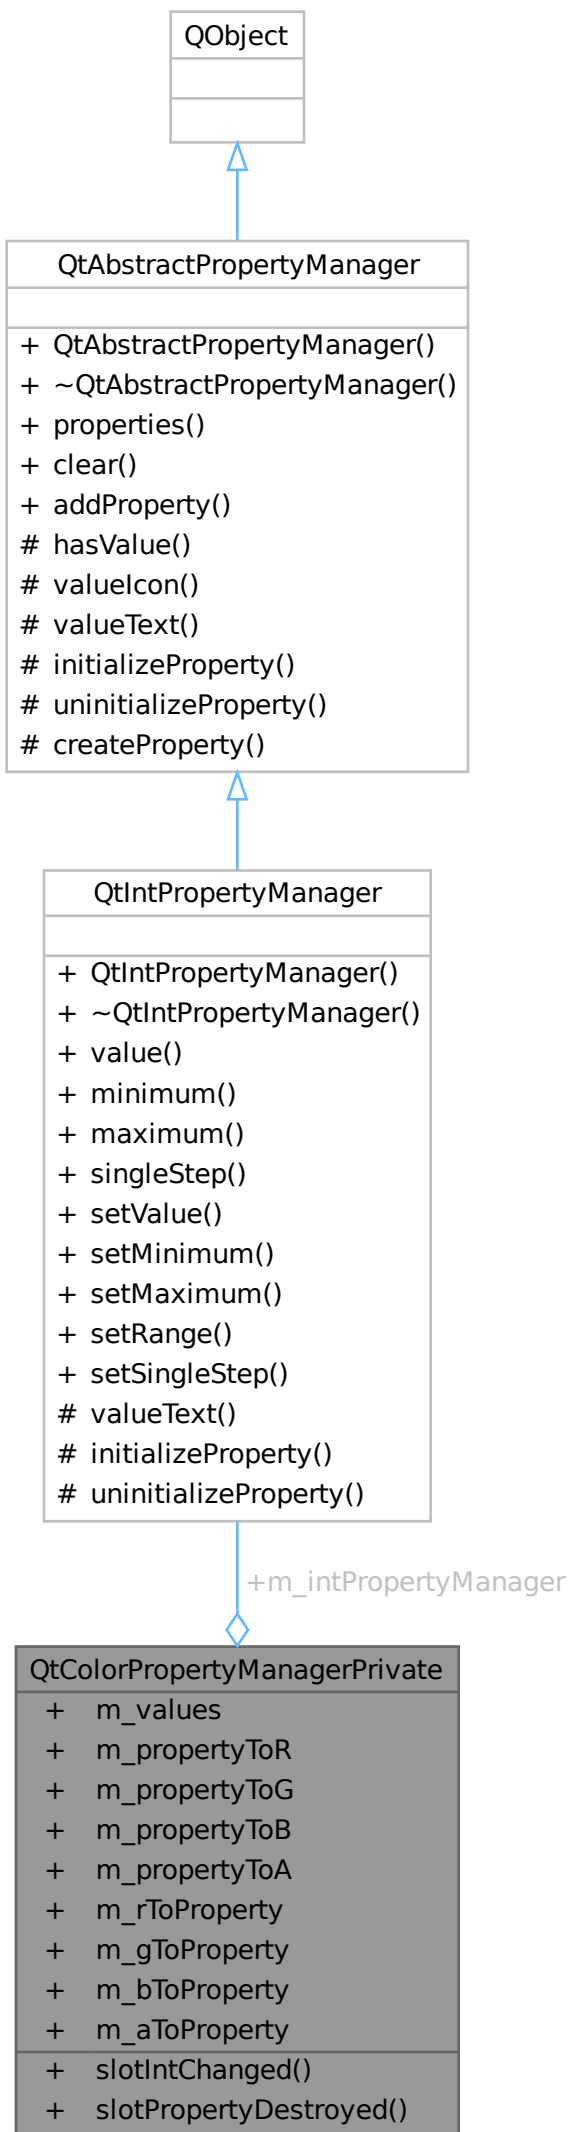 QObject
QtAbstractPropertyManager
+ QtAbstractPropertyManager()
+ ~QtAbstractPropertyManager()
+ properties()
+ clear()
+ addProperty()
# hasValue()
# valueIcon()
# valueText()
# initializeProperty()
# uninitializeProperty()
# createProperty()
QtIntPropertyManager
+ QtIntPropertyManager()
+ ~QtIntPropertyManager()
+ value()
+ minimum()
+ maximum()
+ singleStep()
+ setValue()
+ setMinimum()
+ setMaximum()
+ setRange()
+ setSingleStep()
# valueText()
# initializeProperty()
# uninitializeProperty()
+m_intPropertyManager
QtColorPropertyManagerPrivate
+ m_values
+ m_propertyToR
+ m_propertyToG
+ m_propertyToB
+ m_propertyToA
+ m_rToProperty
+ m_gToProperty
+ m_bToProperty
+ m_aToProperty
+ slotIntChanged()
+ slotPropertyDestroyed()